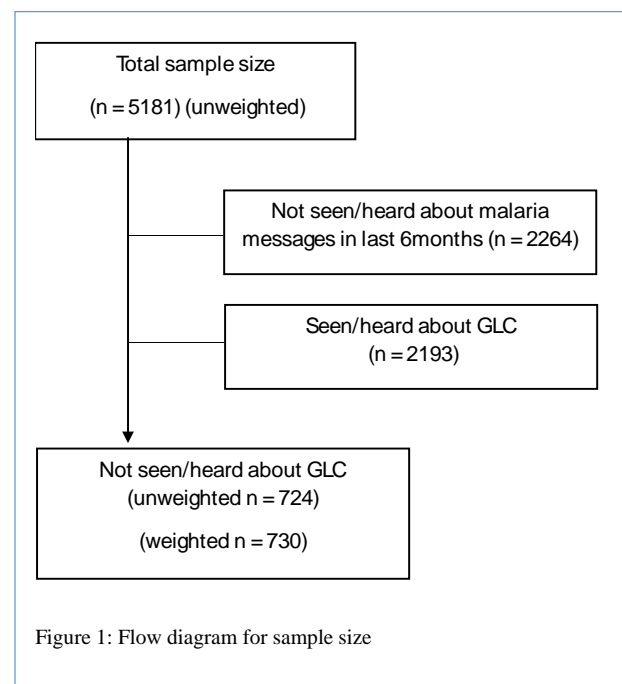 Total sample size
(n = 5181) (unweighted)
Not seen/heard about malaria
messages in last 6months (n = 2264)
Seen/heard about GLC
(n = 2193)
Not seen/heard about GLC
(unweighted n = 724)
(weighted n = 730)
Figure 1: Flow diagram for sample size